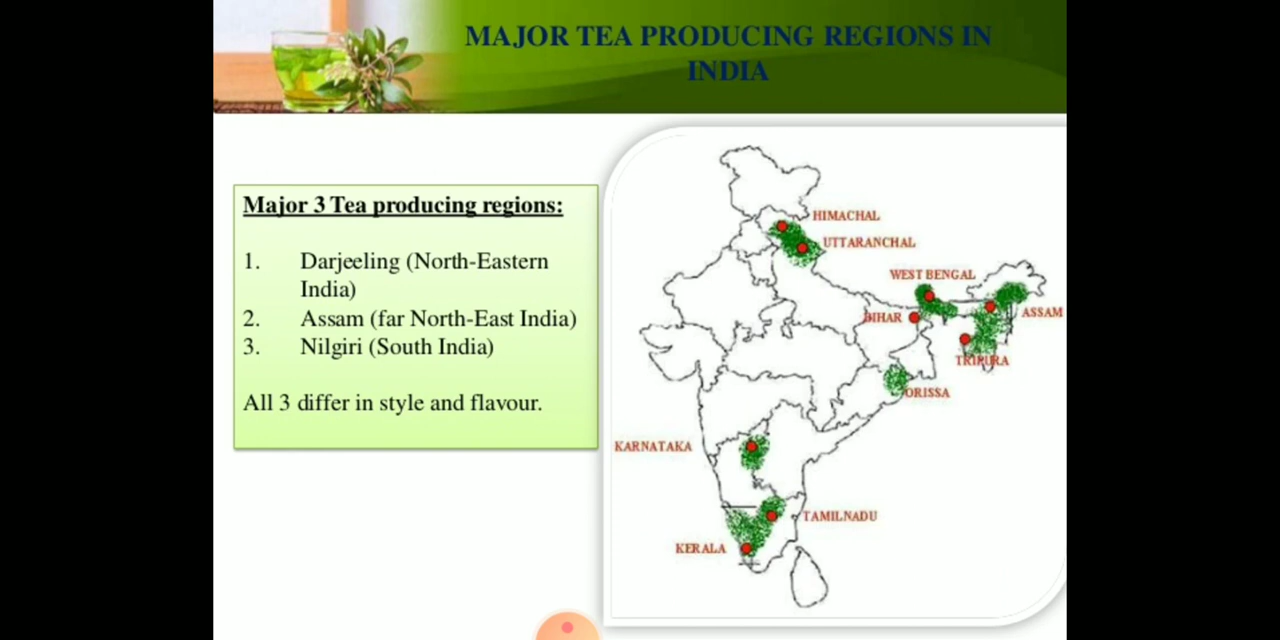 MAJOR TEA PRODUCING REGIONS IN
INDIA
Major 3 Tea producing regions:
1. Darjeeling (North-Eastern
India)
2. Assam (far North-East India)
3. Nilgiri (South India)
All 3 differ in style and flavour.
HIMACHAL
UTTARANCHAL
WEST BENGAL
BIHAR
ASSAM
TRIPURA
ORISSA
KARNATAKA
TAMILNADU
KERALA